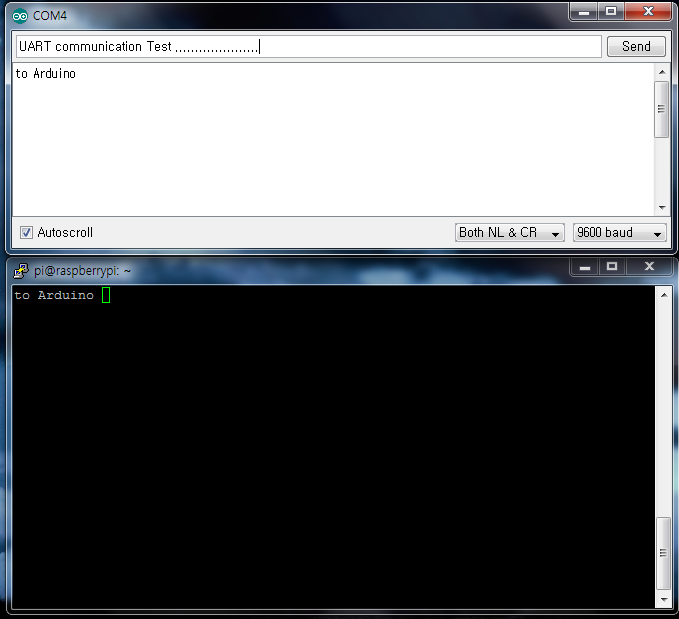 COM4
UART communication Test .....................
Send
to Arduino
Autoscroll
Both NL & CR
9600 baud
pi@raspberrypi: ~
to Arduino